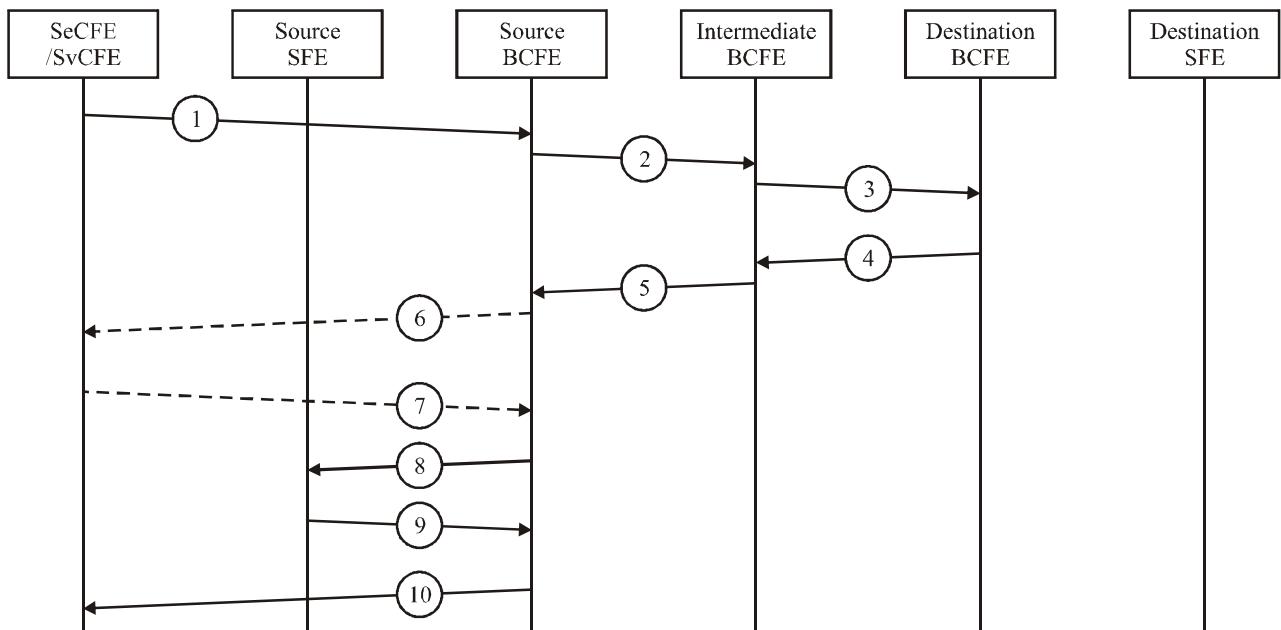 SeCFE
/SvCFE
Source
SFE
Source
BCFE
Intermediate
BCFE
Destination
BCFE
Destination
SFE
1
2
3
4
5
6
7
8
9
10